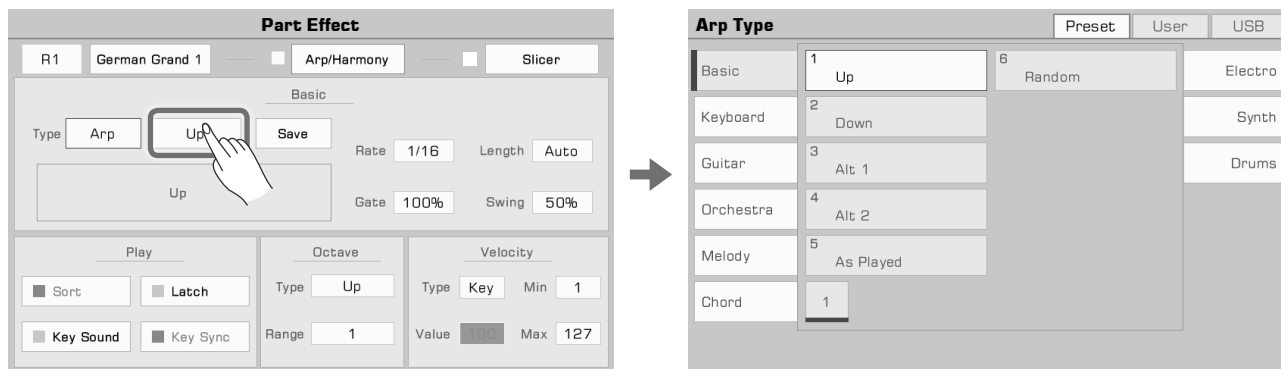 Part Effect
R1 German Grand 1 Arp/Harmony Slicer
Basic
Type Arp Up Save
Rate 1/16 Length Auto
Up
Gate 100% Swing 50%
Play
Sort Latch
Key Sound Key Sync
Octave
Type Up
Range 1
Velocity
Type Key Min 1
Value 100 Max 127
Arp Type Preset User USB
Basic 1 Up 6 Random Electro
Keyboard 2 Down Synth
Guitar 3 Alt 1 Drums
Orchestra 4 Alt 2
Melody 5 As Played
Chord 1